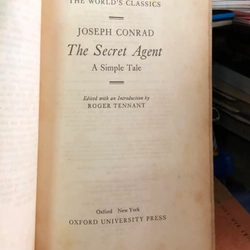 THE WORLD'S CLASSICS
JOSEPH CONRAD
The Secret Agent
A Simple Tale
Edited with an Introduction by
ROGER TENNANT
Oxford New York
OXFORD UNIVERSITY PRESS